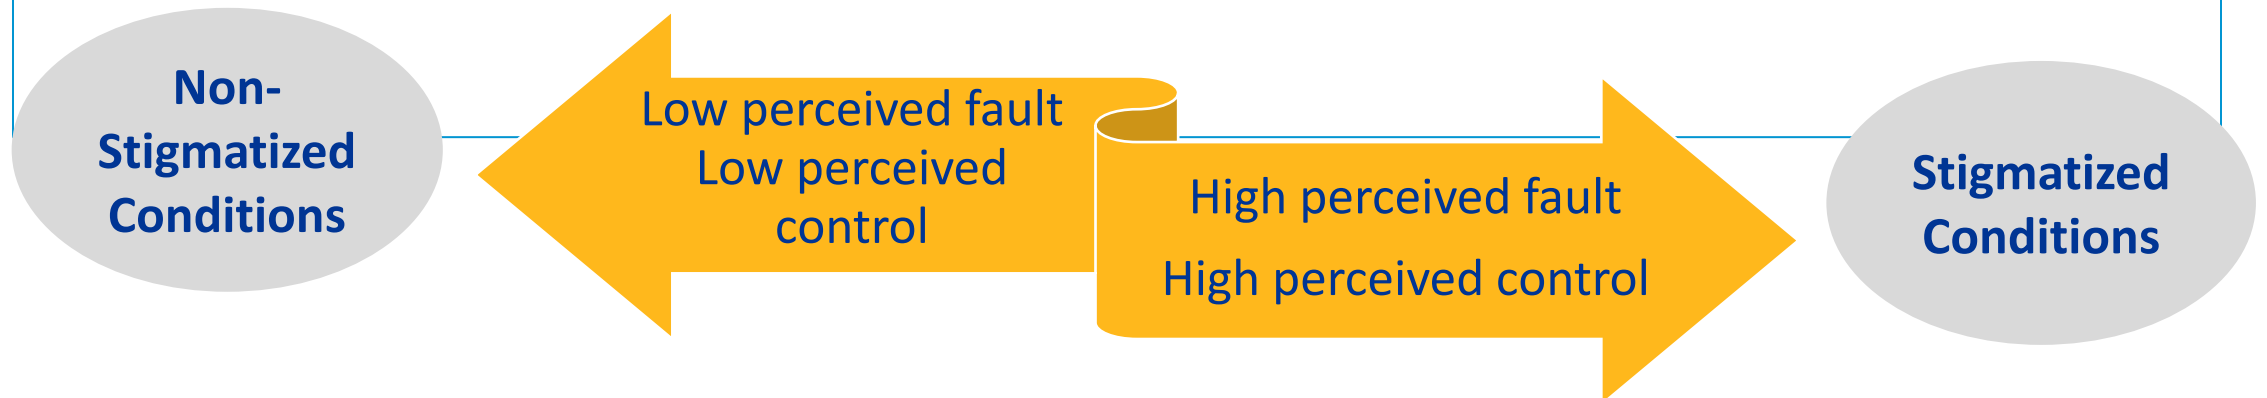 Non-
Stigmatized
Conditions
Low perceived fault
Low perceived
control
High perceived fault
High perceived control
Stigmatized
Conditions